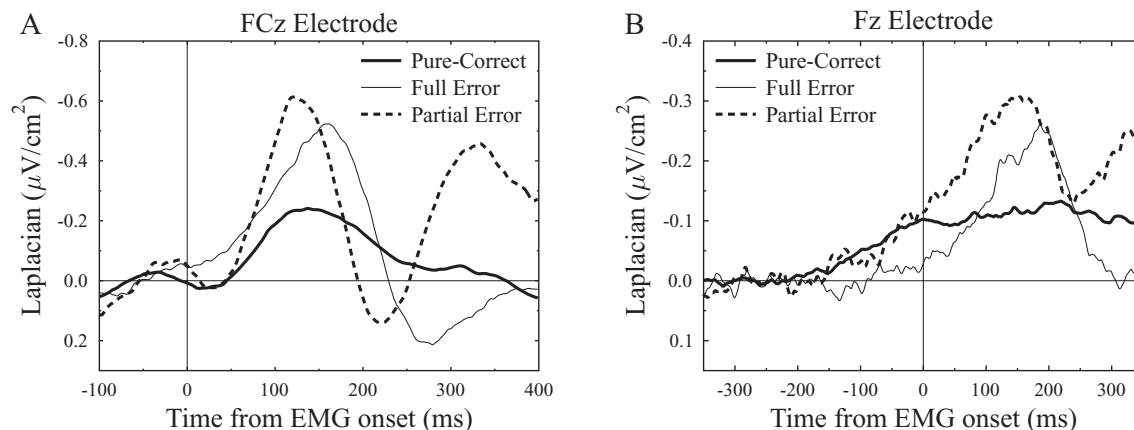 A
FCz Electrode
-0.8
-0.6
-0.4
-0.2
0.0
0.2
Laplacian (μV/cm²)
Pure-Correct
Full Error
Partial Error
-100
0
100
200
300
400
Time from EMG onset (ms)
B
Fz Electrode
-0.4
-0.3
-0.2
-0.1
0.0
0.1
Laplacian (μV/cm²)
Pure-Correct
Full Error
Partial Error
-300
-200
-100
0
100
200
300
Time from EMG onset (ms)